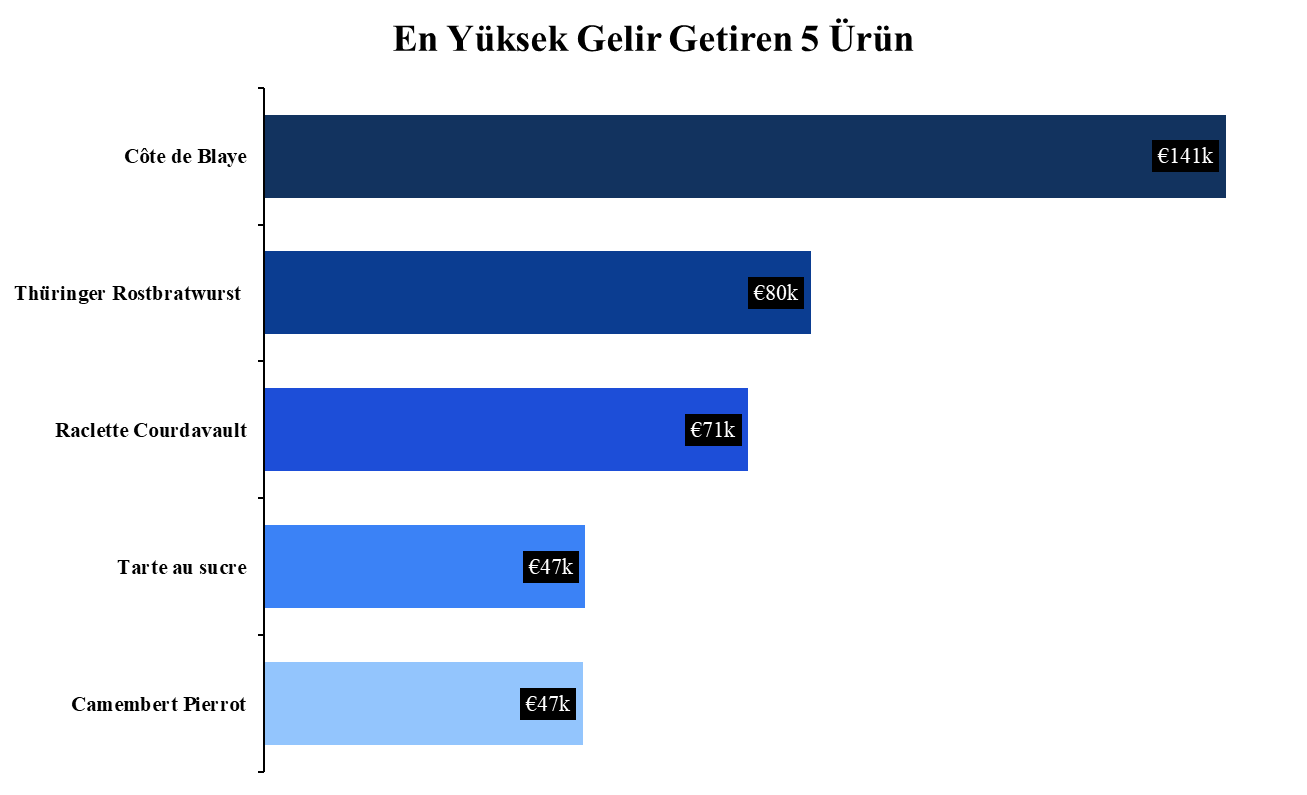 En Yüksek Gelir Getiren 5 Ürün
Côte de Blaye
€141k
Thüringer Rostbratwurst
€80k
Raclette Courdavault
€71k
Tarte au sucre
€47k
Camembert Pierrot
€47k